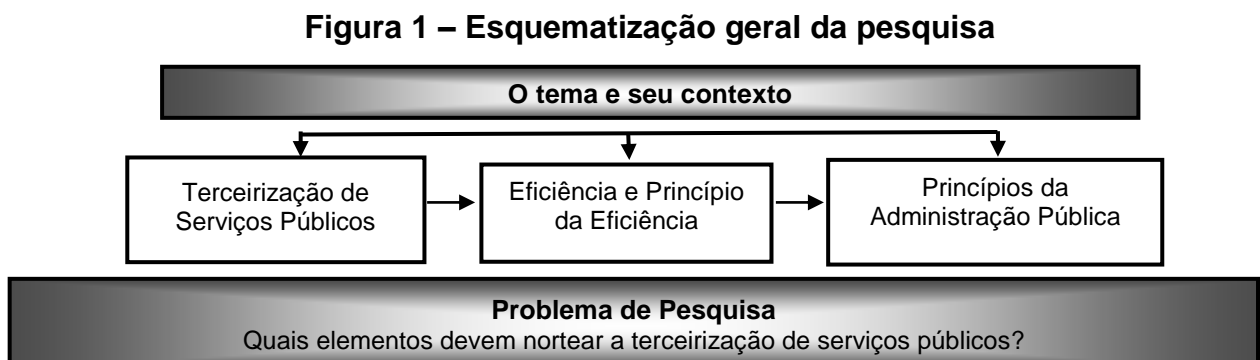 Figura 1 – Esquematização geral da pesquisa
O tema e seu contexto
Terceirização de
Serviços Públicos
Eficiência e Princípio
da Eficiência
Princípios da
Administração Pública
Problema de Pesquisa
Quais elementos devem nortear a terceirização de serviços públicos?